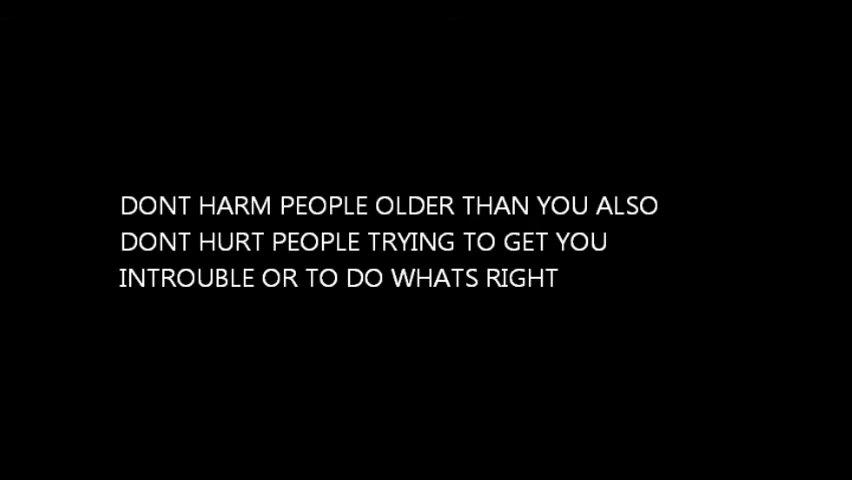 DONT HARM PEOPLE OLDER THAN YOU ALSO
DONT HURT PEOPLE TRYING TO GET YOU
INTROUBLE OR TO DO WHATS RIGHT